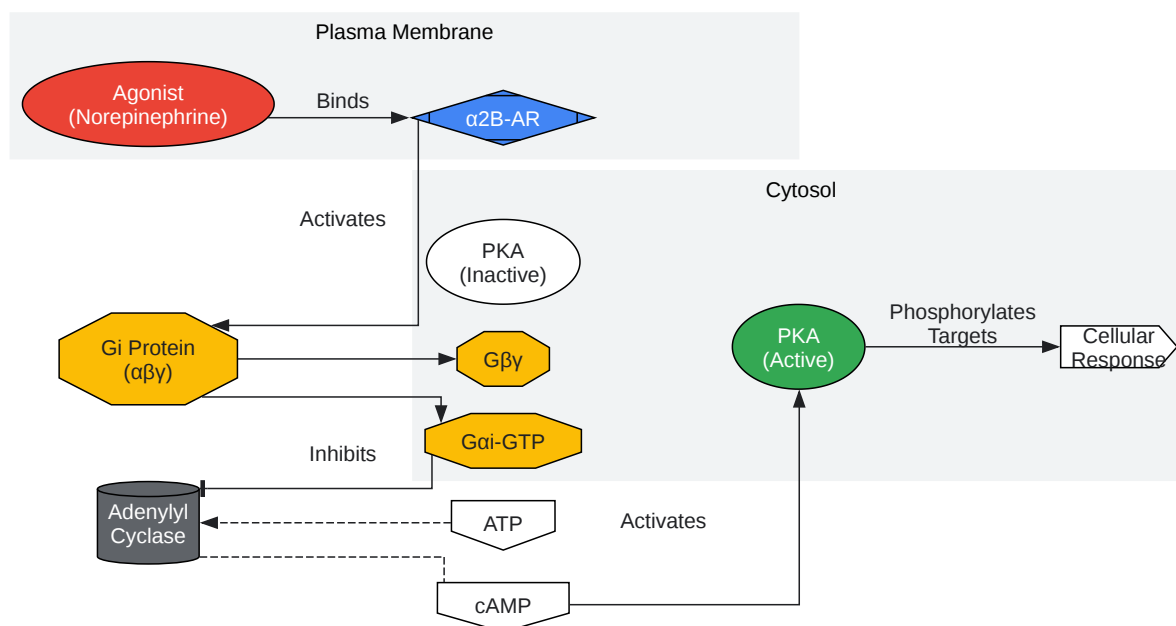 Plasma Membrane
Agonist
(Norepinephrine)
Binds
α2B-AR
Cytosol
Activates
PKA
(Inactive)
Gi Protein
(αβγ)
Gβγ
PKA
(Active)
Phosphorylates
Targets
Cellular
Response
Gαi-GTP
Inhibits
Adenylyl
Cyclase
ATP
Activates
cAMP